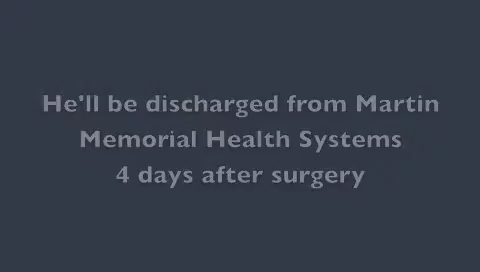 He'll be discharged from Martin
Memorial Health Systems
4 days after surgery